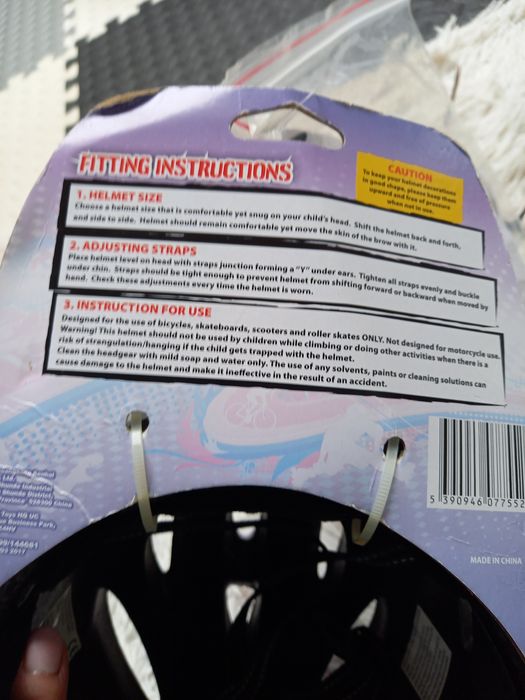 FITTING INSTRUCTIONS
CAUTION
To keep your helmet decorations
in good shape, please keep them
upward and free of pressure
when not in use.
1. HELMET SIZE
Choose a helmet size that is comfortable yet snug on your child's head. Shift the helmet back and forth,
and side to side. Helmet should remain comfortable yet move the skin of the brow with it.
2. ADJUSTING STRAPS
Place helmet level on head with straps junction forming a "Y" under ears. Tighten all straps evenly and buckle
under chin. Straps should be tight enough to prevent helmet from shifting forward or backward when moved by
hand. Check these adjustments every time the helmet is worn.
3. INSTRUCTION FOR USE
Designed for the use of bicycles, skateboards, scooters and roller skates ONLY. Not designed for motorcycle use.
Warning! This helmet should not be used by children while climbing or doing other activities when there is a
risk of strangulation/hanging if the child gets trapped with the helmet.
Clean the headgear with mild soap and water only. The use of any solvents, paints or cleaning solutions can
cause damage to the helmet and make it ineffective in the result of an accident.
Ltd.
Industrial
District,
China
Toys HQ UC
Business Park,
2017
5 390946 077552
MADE IN CHINA